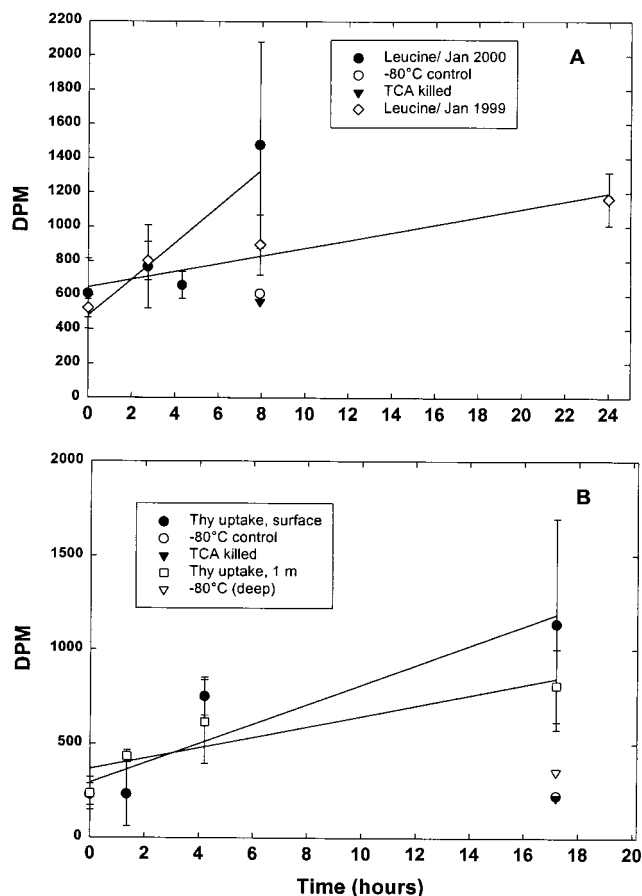 2200
2000
1800
1600
1400
1200
1000
800
600
400
200
0
DPM
A
Leucine/ Jan 2000
-80°C control
TCA killed
Leucine/ Jan 1999
0 2 4 6 8 10 12 14 16 18 20 22 24
2000
1500
1000
500
0
DPM
B
Thy uptake, surface
-80°C control
TCA killed
Thy uptake, 1 m
-80°C (deep)
0 2 4 6 8 10 12 14 16 18 20
Time (hours)